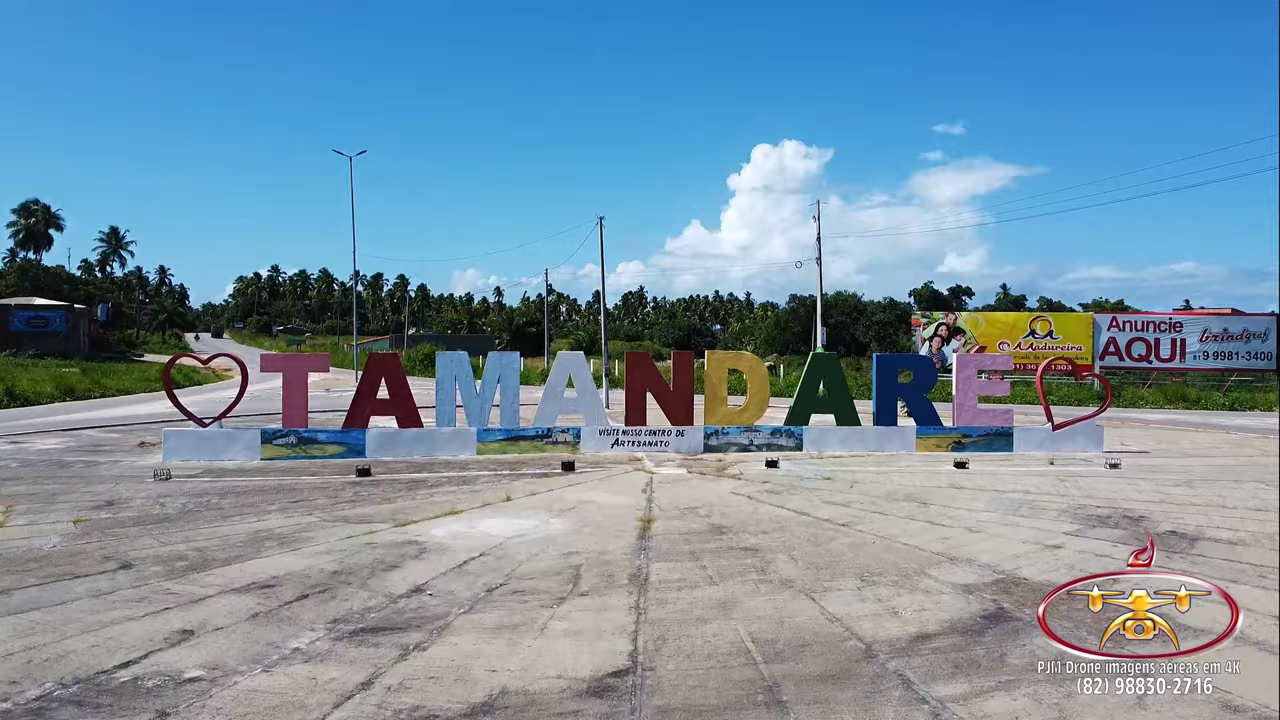 TAMANDARE
VISITE NOSSO CENTRO DE
ARTESANATO
Madureira
Anuncie
AQUI
brindgraf
81 9 9981-3400
PJM Drone imagens aéreas em 4K
(82) 98830-2716